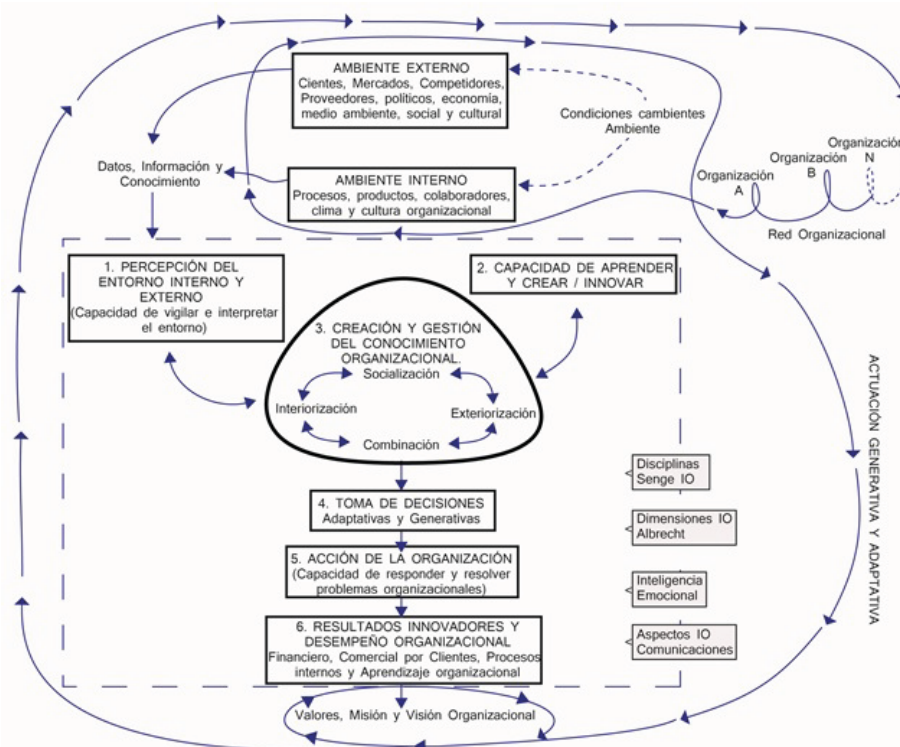 AMBIENTE EXTERNO
Cientes, Mercados, Competidores,
Proveedores, políticos, economía,
medio ambiente, social y cultural
Condiciones cambientes
Ambiente
Organización
N
Organización
B
Organización
A
Red Organizacional
Datos, Información y
Conocimiento
AMBIENTE INTERNO
Procesos, productos, colaboradores,
clima y cultura organizacional
1. PERCEPCIÓN DEL
ENTORNO INTERNO Y
EXTERNO
(Capacidad de vigilar e interpretar
el entorno)
2. CAPACIDAD DE APRENDER
Y CREAR / INNOVAR
3. CREACIÓN Y GESTIÓN
DEL CONOCIMIENTO
ORGANIZACIONAL.
Socialización
Interiorización
Exteriorización
Combinación
4. TOMA DE DECISIONES
Adaptativas y Generativas
5. ACCIÓN DE LA ORGANIZACIÓN
(Capacidad de responder y resolver
problemas organizacionales)
6. RESULTADOS INNOVADORES Y
DESEMPEÑO ORGANIZACIONAL
Financiero, Comercial por Clientes, Procesos
internos y Aprendizaje organizacional
Valores, Misión y Visión Organizacional
Disciplinas
Senge IO
Dimensiones IO
Albrecht
Inteligencia
Emocional
Aspectos IO
Comunicaciones
ACTUACIÓN GENERATIVA Y ADAPTATIVA